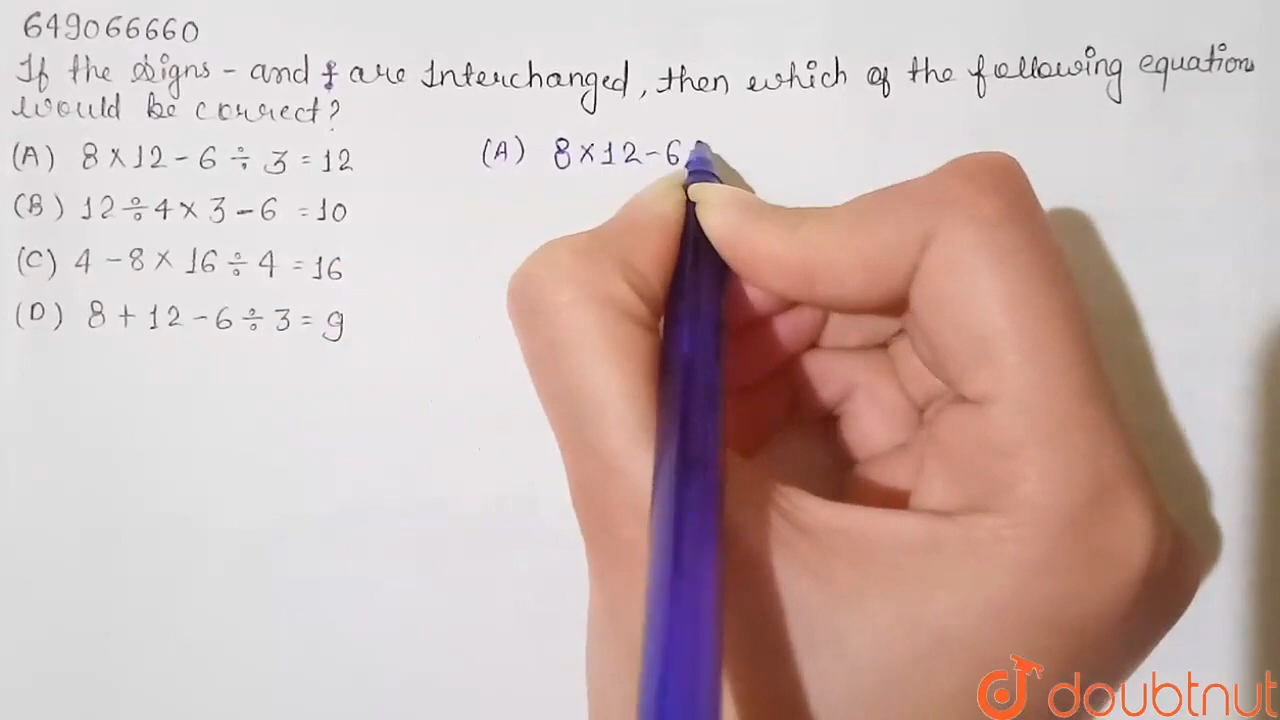 649066660
If the signs - and ÷ are Interchanged, then which of the following equations
would be correct?
(A) 8 × 12 - 6 ÷ 3 = 12
(B) 12 ÷ 4 × 3 - 6 = 10
(C) 4 - 8 × 16 ÷ 4 = 16
(D) 8 + 12 - 6 ÷ 3 = 9
(A) 8 × 12 - 6
doubtnut